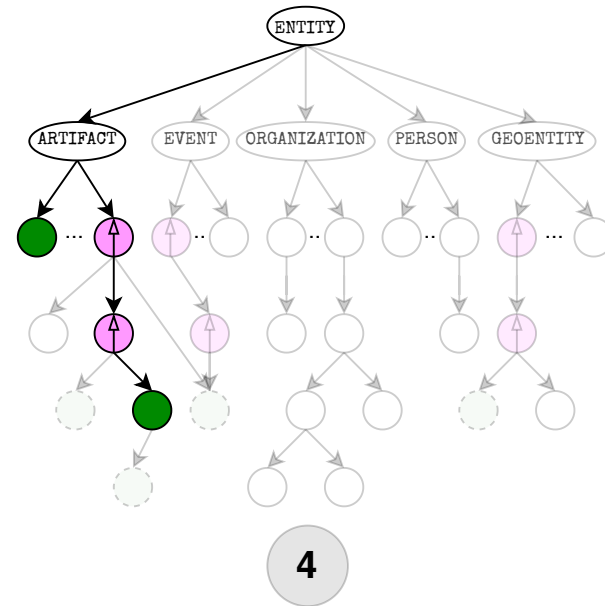 ENTITY
ARTIFACT EVENT ORGANIZATION PERSON GEOENTITY
... .. .. .. ...
4